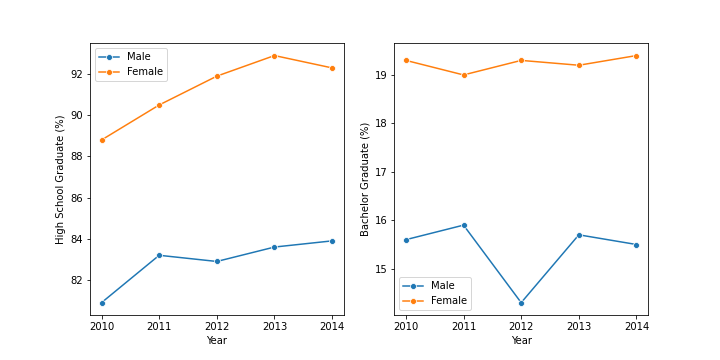 High School Graduate (%)
92
90
88
86
84
82
Male
Female
2010 2011 2012 2013 2014
Year
Bachelor Graduate (%)
19
18
17
16
15
Male
Female
2010 2011 2012 2013 2014
Year